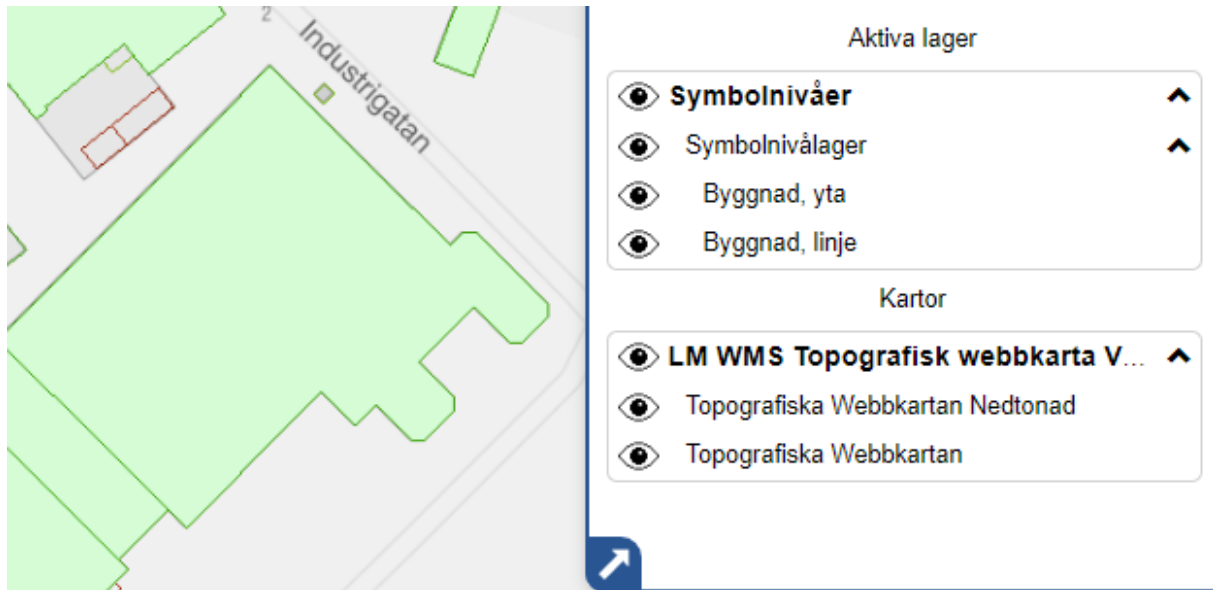 2
Industrigatan
Aktiva lager
Symbolnivåer
Symbolnivålager
Byggnad, yta
Byggnad, linje
Kartor
LM WMS Topografisk webbkarta V...
Topografiska Webbkartan Nedtonad
Topografiska Webbkartan